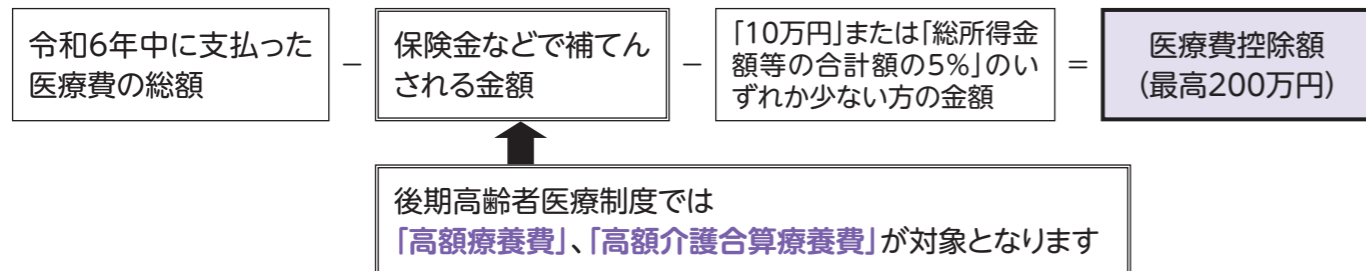 令和6年中に支払った
医療費の総額
−
保険金などで補てん
される金額
−
「10万円」または「総所得金
額等の合計額の5%」のい
ずれか少ない方の金額
=
医療費控除額
(最高200万円)
後期高齢者医療制度では
「高額療養費」、「高額介護合算療養費」が対象となります